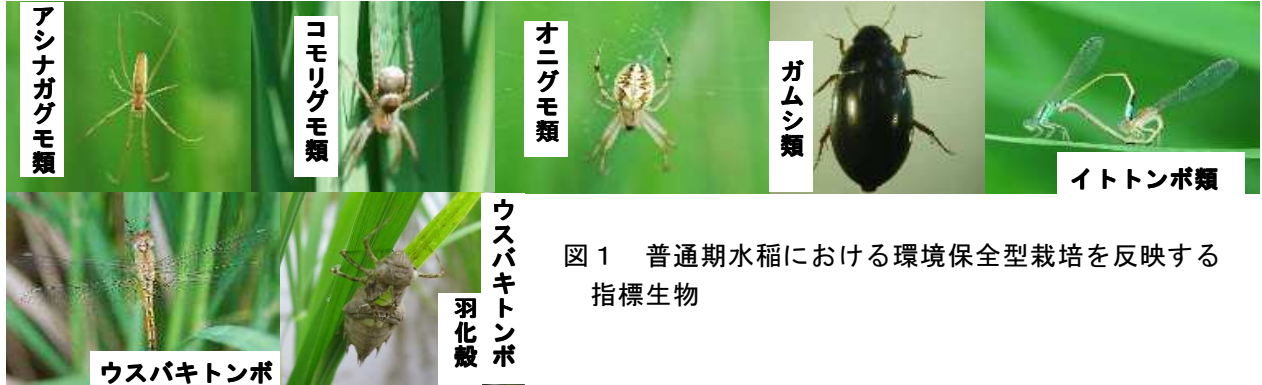 アシナガグモ類
コモリグモ類
オニグモ類
ガムシ類
イトトンボ類
ウスバキトンボ
ウスバキトンボ
羽化殻
図１　普通期水稲における環境保全型栽培を反映する
指標生物